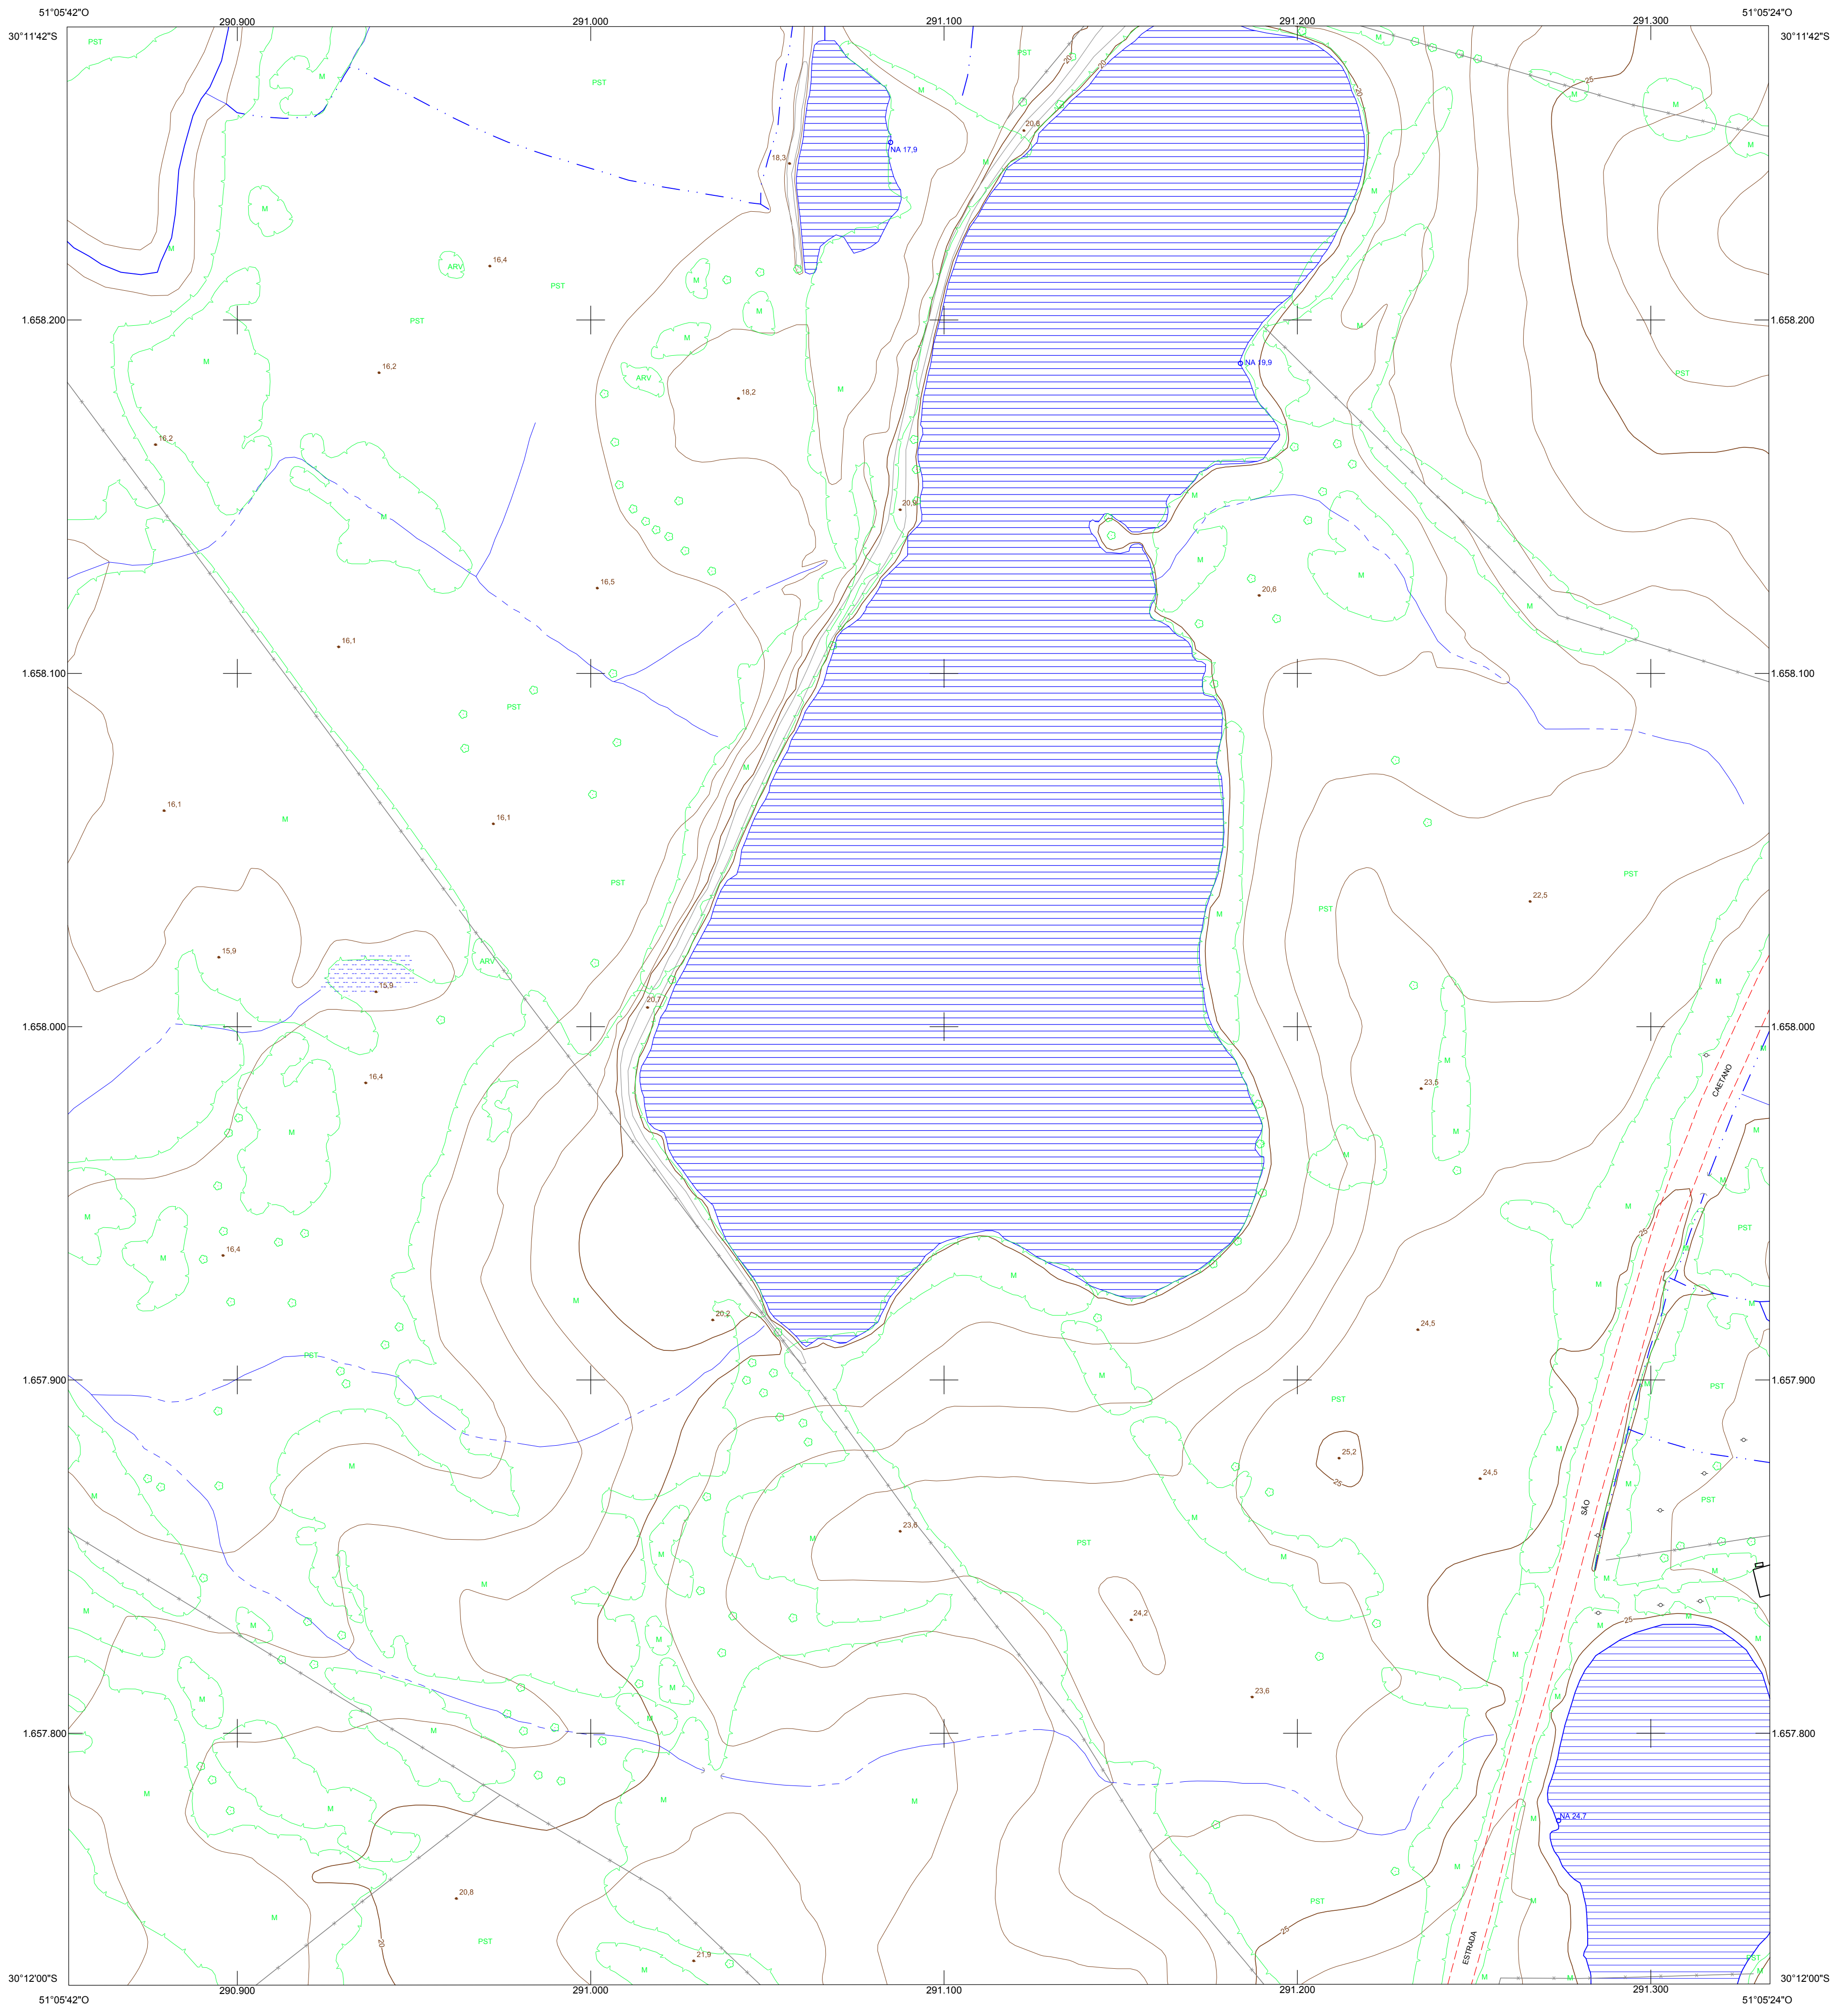 51°05'42"O
51°05'24"O
290.900
291.000
291.100
291.200
291.300
30°11'42"S
30°11'42"S
PST
M
PST
M
PST
20
20
M
20
25
M
M
M
20,8
NA 17,9
18,3
M
M
M
M
M
16,4
ARV
PST
M
PST
1.658.200
PST
M
M
1.658.200
M
M
NA 19,9
16,2
ARV
M
PST
18,2
16,2
M
20,9
M
M
M
16,5
20,6
M
16,1
1.658.100
1.658.100
PST
M
16,1
M
16,1
PST
PST
22,5
PST
M
15,9
ARV
M
15,9
20,7
1.658.000
1.658.000
M
M
16,4
23,5
CAETANO
M
M
M
M
M
M
M
M
PST
25
16,4
M
M
M
M
M
M
20,2
24,5
PST
M
1.657.900
M
PST
PST
1.657.900
M
25,2
M
24,5
25
M
M
PST
SÃO
M
23,6
M
PST
M
M
M
M
M
M
24,2
25
M
M
M
M
M
M
M
M
23,6
M
M
M
1.657.800
M
1.657.800
M
M
M
M
NA 24,7
M
M
20,8
PST
M
M
20
PST
25
21,9
M
ESTRADA
PST
M
M
M
30°12'00"S
30°12'00"S
290.900
291.000
291.100
291.200
291.300
51°05'42"O
51°05'24"O